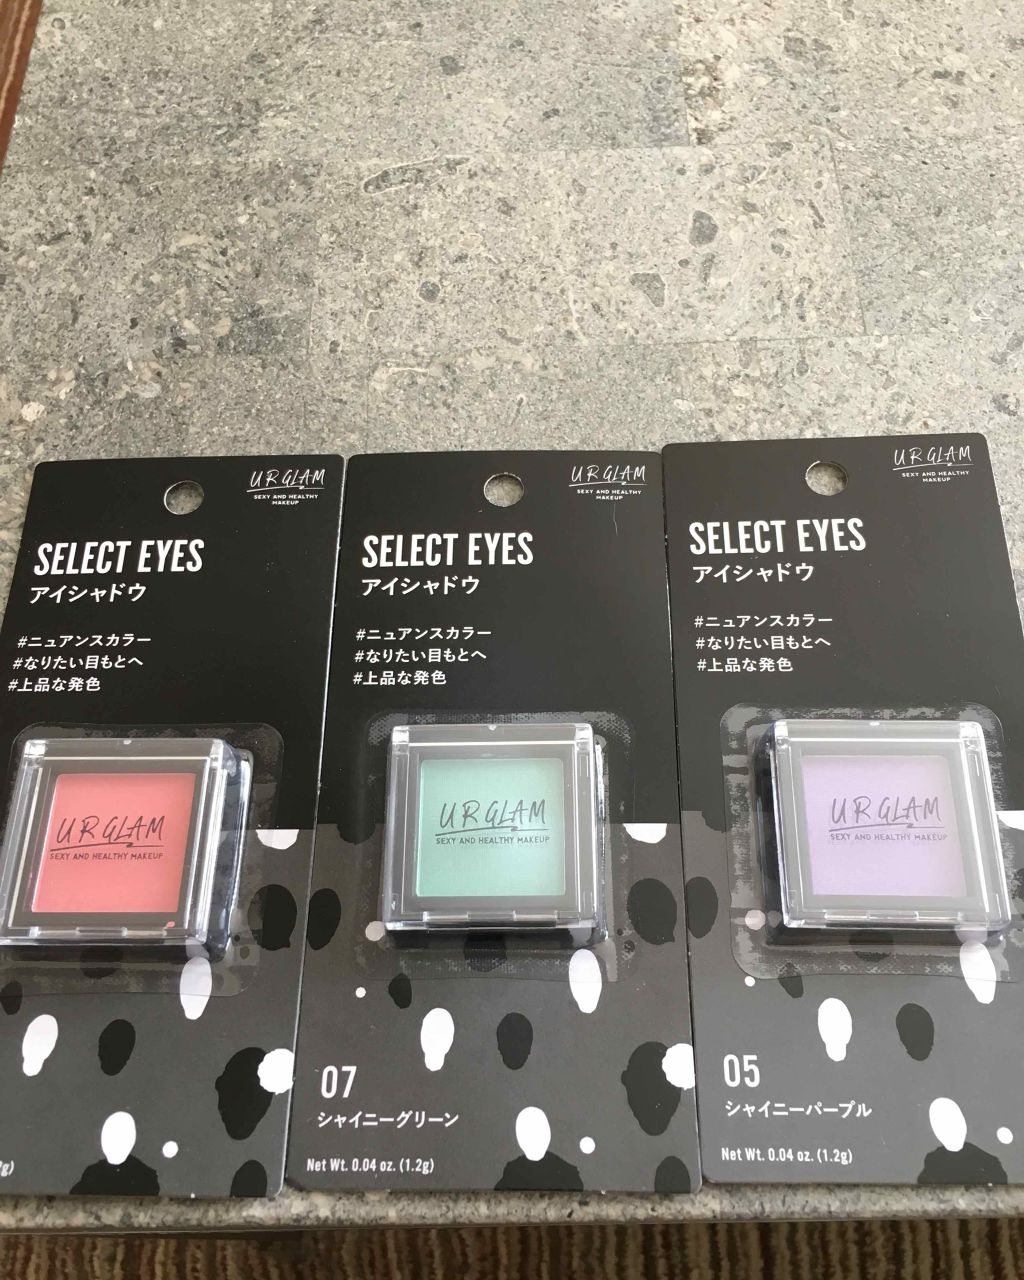 UR GLAM
SEXY AND HEALTHY
MAKEUP
SELECT EYES
アイシャドウ
#ニュアンスカラー
#なりたい目もとへ
#上品な発色
UR GLAM
SEXY AND HEALTHY MAKEUP
g)
UR GLAM
SEXY AND HEALTHY
MAKEUP
SELECT EYES
アイシャドウ
#ニュアンスカラー
#なりたい目もとへ
#上品な発色
UR GLAM
SEXY AND HEALTHY MAKEUP
07
シャイニーグリーン
Net Wt. 0.04 oz. (1.2g)
UR GLAM
SEXY AND HEALTHY
MAKEUP
SELECT EYES
アイシャドウ
#ニュアンスカラー
#なりたい目もとへ
#上品な発色
UR GLAM
SEXY AND HEALTHY MAKEUP
05
シャイニーパープル
Net Wt. 0.04 oz. (1.2g)